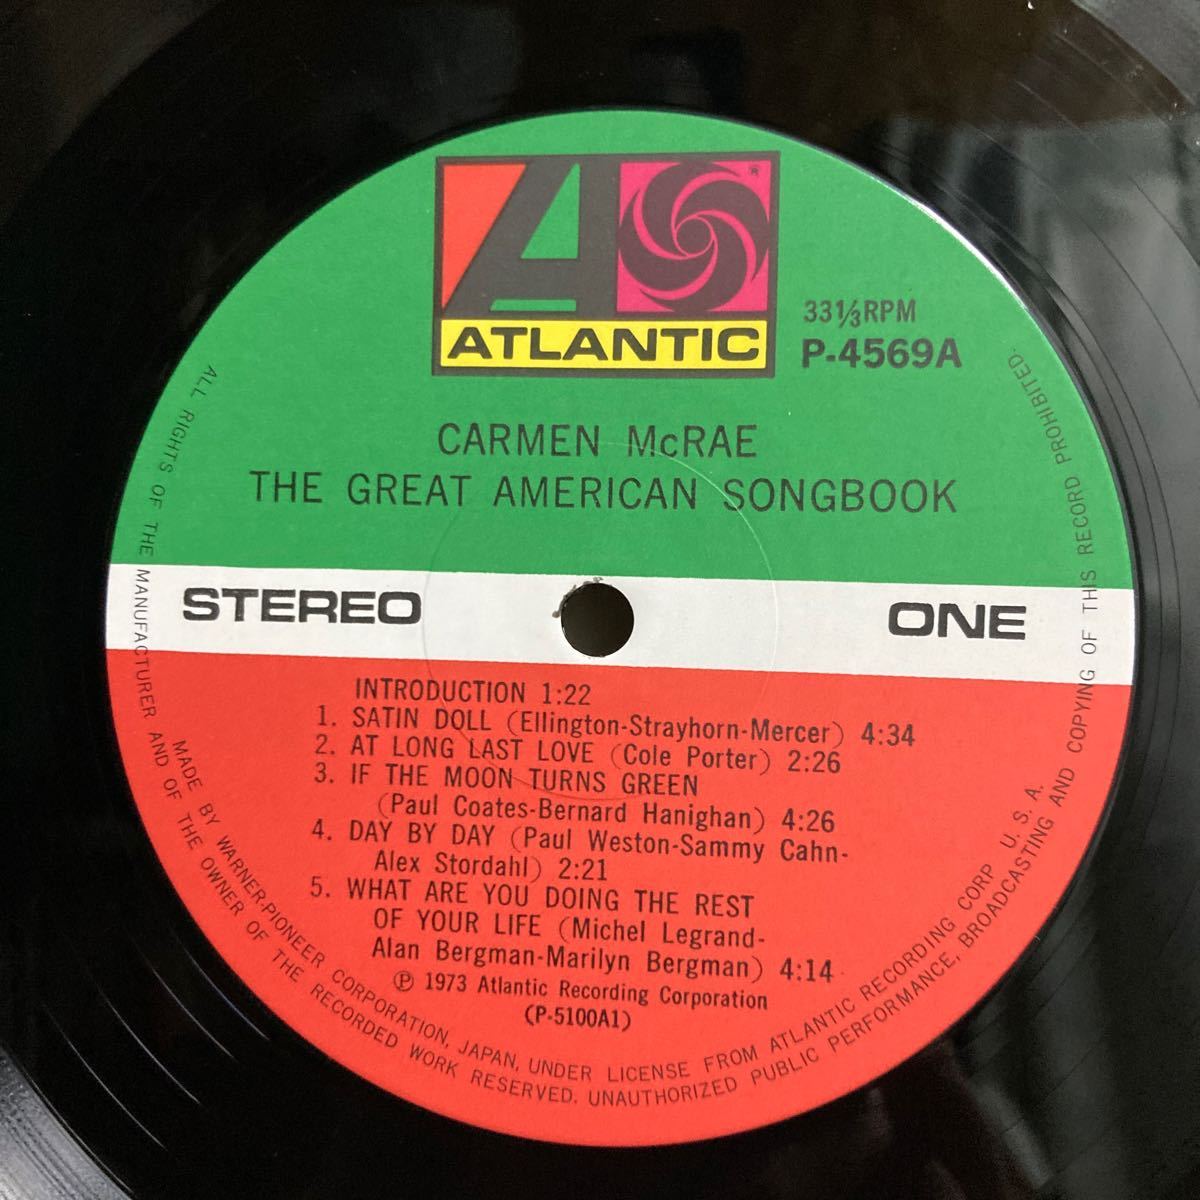 A
®
ATLANTIC
33⅓RPM
P-4569A
CARMEN McRAE
THE GREAT AMERICAN SONGBOOK
STEREO
ONE
INTRODUCTION 1:22
1. SATIN DOLL (Ellington-Strayhorn-Mercer) 4:34
2. AT LONG LAST LOVE (Cole Porter) 2:26
3. IF THE MOON TURNS GREEN
(Paul Coates-Bernard Hanighan) 4:26
4. DAY BY DAY (Paul Weston-Sammy Cahn-
Alex Stordahl) 2:21
5. WHAT ARE YOU DOING THE REST
OF YOUR LIFE (Michel Legrand-
Alan Bergman-Marilyn Bergman) 4:14
℗ 1973 Atlantic Recording Corporation
(P-5100A1)
MADE BY WARNER-PIONEER CORPORATION, JAPAN, UNDER LICENSE FROM ATLANTIC RECORDING CORP U. S. A.
ALL RIGHTS OF THE MANUFACTURER AND OF THE OWNER OF THE RECORDED WORK RESERVED. UNAUTHORIZED PUBLIC PERFORMANCE, BROADCASTING AND COPYING OF THIS RECORD PROHIBITED.